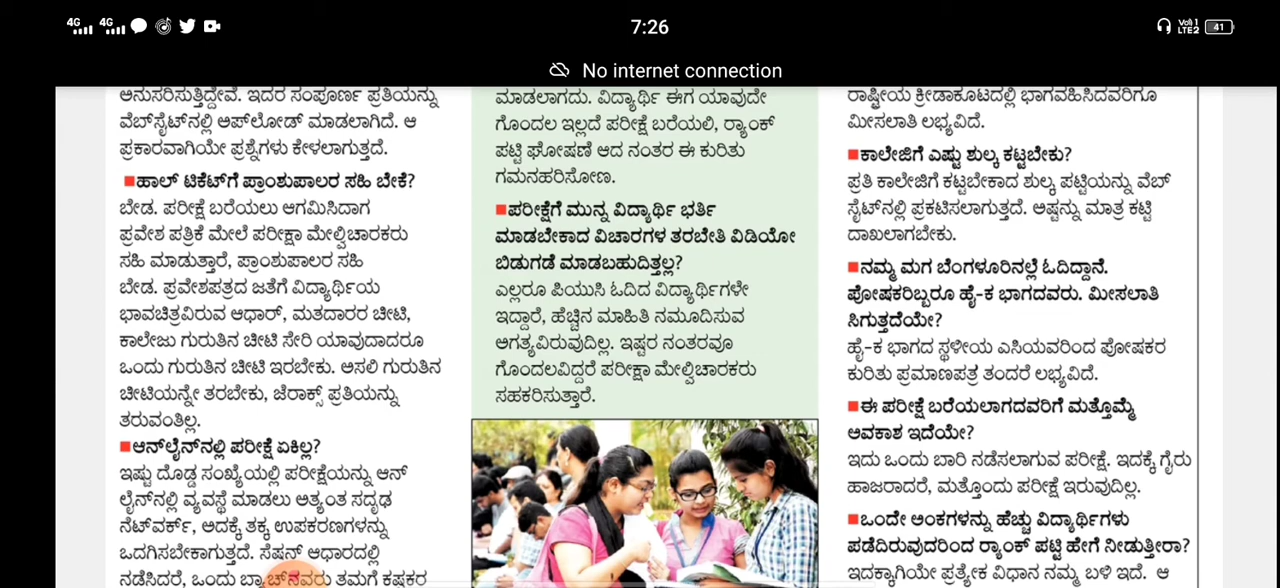 4G 4G 7:26 Vo)) 1 LTE2 41
No internet connection
ಅನುಸರಿಸುತ್ತಿದ್ದೇವೆ. ಇದರ ಸಂಪೂರ್ಣ ಪ್ರತಿಯನ್ನು
ವೆಬ್‌ಸೈಟ್‌ನಲ್ಲಿ ಅಪ್‌ಲೋಡ್ ಮಾಡಲಾಗಿದೆ. ಆ
ಪ್ರಕಾರವಾಗಿಯೇ ಪ್ರಶ್ನೆಗಳು ಕೇಳಲಾಗುತ್ತದೆ.
ಹಾಲ್ ಟಿಕೆಟ್‌ಗೆ ಪ್ರಾಂಶುಪಾಲರ ಸಹಿ ಬೇಕೆ?
ಬೇಡ. ಪರೀಕ್ಷೆ ಬರೆಯಲು ಆಗಮಿಸಿದಾಗ
ಪ್ರವೇಶ ಪತ್ರಿಕೆ ಮೇಲೆ ಪರೀಕ್ಷಾ ಮೇಲ್ವಿಚಾರಕರು
ಸಹಿ ಮಾಡುತ್ತಾರೆ, ಪ್ರಾಂಶುಪಾಲರ ಸಹಿ
ಬೇಡ. ಪ್ರವೇಶಪತ್ರದ ಜತೆಗೆ ವಿದ್ಯಾರ್ಥಿಯ
ಭಾವಚಿತ್ರವಿರುವ ಆಧಾರ್, ಮತದಾರರ ಚೀಟಿ,
ಕಾಲೇಜು ಗುರುತಿನ ಚೀಟಿ ಸೇರಿ ಯಾವುದಾದರೂ
ಒಂದು ಗುರುತಿನ ಚೀಟಿ ಇರಬೇಕು. ಅಸಲಿ ಗುರುತಿನ
ಚೀಟಿಯನ್ನೇ ತರಬೇಕು, ಜೆರಾಕ್ಸ್ ಪ್ರತಿಯನ್ನು
ತರುವಂತಿಲ್ಲ.
ಆನ್‌ಲೈನ್‌ನಲ್ಲಿ ಪರೀಕ್ಷೆ ಏಕಿಲ್ಲ?
ಇಷ್ಟು ದೊಡ್ಡ ಸಂಖ್ಯೆಯಲ್ಲಿ ಪರೀಕ್ಷೆಯನ್ನು ಆನ್
ಲೈನ್‌ನಲ್ಲಿ ವ್ಯವಸ್ಥೆ ಮಾಡಲು ಅತ್ಯಂತ ಸದೃಢ
ನೆಟ್‌ವರ್ಕ್, ಅದಕ್ಕೆ ತಕ್ಕ ಉಪಕರಣಗಳನ್ನು
ಒದಗಿಸಬೇಕಾಗುತ್ತದೆ. ಸೆಷನ್ ಆಧಾರದಲ್ಲಿ
ನಡೆಸಿದರೆ, ಒಂದು ಬ್ಯಾಚ್‌ನವರು ತಮಗೆ ಕಷ್ಟಕರ
ಮಾಡಲಾಗದು. ವಿದ್ಯಾರ್ಥಿ ಈಗ ಯಾವುದೇ
ಗೊಂದಲ ಇಲ್ಲದೆ ಪರೀಕ್ಷೆ ಬರೆಯಲಿ, ರ್‍ಯಾಂಕ್
ಪಟ್ಟಿ ಘೋಷಣೆ ಆದ ನಂತರ ಈ ಕುರಿತು
ಗಮನಹರಿಸೋಣ.
ಪರೀಕ್ಷೆಗೆ ಮುನ್ನ ವಿದ್ಯಾರ್ಥಿ ಭರ್ತಿ
ಮಾಡಬೇಕಾದ ವಿಚಾರಗಳ ತರಬೇತಿ ವಿಡಿಯೋ
ಬಿಡುಗಡೆ ಮಾಡಬಹುದಿತ್ತಲ್ಲ?
ಎಲ್ಲರೂ ಪಿಯುಸಿ ಓದಿದ ವಿದ್ಯಾರ್ಥಿಗಳೇ
ಇದ್ದಾರೆ, ಹೆಚ್ಚಿನ ಮಾಹಿತಿ ನಮೂದಿಸುವ
ಅಗತ್ಯವಿರುವುದಿಲ್ಲ. ಇಷ್ಟರ ನಂತರವೂ
ಗೊಂದಲವಿದ್ದರೆ ಪರೀಕ್ಷಾ ಮೇಲ್ವಿಚಾರಕರು
ಸಹಕರಿಸುತ್ತಾರೆ.
ರಾಷ್ಟ್ರೀಯ ಕ್ರೀಡಾಕೂಟದಲ್ಲಿ ಭಾಗವಹಿಸಿದವರಿಗೂ
ಮೀಸಲಾತಿ ಲಭ್ಯವಿದೆ.
ಕಾಲೇಜಿಗೆ ಎಷ್ಟು ಶುಲ್ಕ ಕಟ್ಟಬೇಕು?
ಪ್ರತಿ ಕಾಲೇಜಿಗೆ ಕಟ್ಟಬೇಕಾದ ಶುಲ್ಕ ಪಟ್ಟಿಯನ್ನು ವೆಬ್
ಸೈಟ್‌ನಲ್ಲಿ ಪ್ರಕಟಿಸಲಾಗುತ್ತದೆ. ಅಷ್ಟನ್ನು ಮಾತ್ರ ಕಟ್ಟಿ
ದಾಖಲಾಗಬೇಕು.
ನಮ್ಮ ಮಗ ಬೆಂಗಳೂರಿನಲ್ಲೆ ಓದಿದ್ದಾನೆ.
ಪೋಷಕರಿಬ್ಬರೂ ಹೈ-ಕ ಭಾಗದವರು. ಮೀಸಲಾತಿ
ಸಿಗುತ್ತದೆಯೇ?
ಹೈ-ಕ ಭಾಗದ ಸ್ಥಳೀಯ ಎಸಿಯವರಿಂದ ಪೋಷಕರ
ಕುರಿತು ಪ್ರಮಾಣಪತ್ರ ತಂದರೆ ಲಭ್ಯವಿದೆ.
ಈ ಪರೀಕ್ಷೆ ಬರೆಯಲಾಗದವರಿಗೆ ಮತ್ತೊಮ್ಮೆ
ಅವಕಾಶ ಇದೆಯೇ?
ಇದು ಒಂದು ಬಾರಿ ನಡೆಸಲಾಗುವ ಪರೀಕ್ಷೆ. ಇದಕ್ಕೆ ಗೈರು
ಹಾಜರಾದರೆ, ಮತ್ತೊಂದು ಪರೀಕ್ಷೆ ಇರುವುದಿಲ್ಲ.
ಒಂದೇ ಅಂಕಗಳನ್ನು ಹೆಚ್ಚು ವಿದ್ಯಾರ್ಥಿಗಳು
ಪಡೆದಿರುವುದರಿಂದ ರ್‍ಯಾಂಕ್ ಪಟ್ಟಿ ಹೇಗೆ ನೀಡುತ್ತೀರಾ?
ಇದಕ್ಕಾಗಿಯೇ ಪ್ರತ್ಯೇಕ ವಿಧಾನ ನಮ್ಮ ಬಳಿ ಇದೆ. ಆ